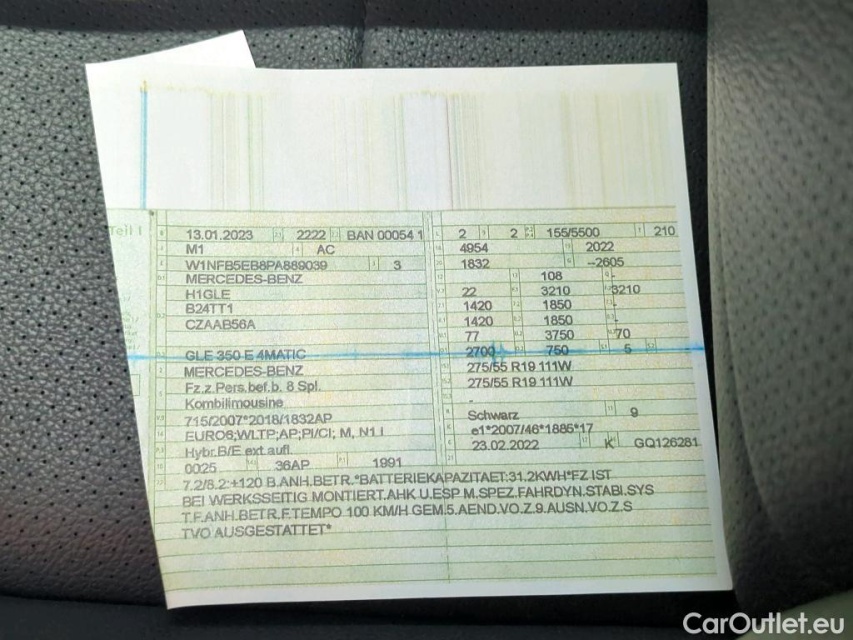 Teil I
13.01.2023 2222 BAN 00054 1 2 2 155/5500 210
M1 AC 4954 2022
W1NFB5EB8PA889039 3 1832 --2605
MERCEDES-BENZ 108 -
H1GLE 22 3210 3210
B24TT1 1420 1850 -
CZAAB56A 1420 1850 -
77 3750 70
GLE 350 E 4MATIC 2700 750 5
MERCEDES-BENZ 275/55 R19 111W
Fz.z.Pers.bef.b. 8 Spl. 275/55 R19 111W
Kombilimousine -
715/2007*2018/1832AP Schwarz 9
EURO6;WLTP;AP;PI/CI; M, N1 I e1*2007/46*1885*17
Hybr.B/E ext.aufl. 23.02.2022 K GQ126281
0025 36AP 1991
7.2/8.2:+120 B.ANH.BETR.*BATTERIEKAPAZITAET:31.2KWH*FZ IST
BEI WERKSSEITIG MONTIERT.AHK U.ESP M.SPEZ.FAHRDYN.STABI.SYS
T.F.ANH.BETR.F.TEMPO 100 KM/H GEM.5.AEND.VO.Z.9.AUSN.VO.Z.S
TVO AUSGESTATTET*
CarOutlet.eu